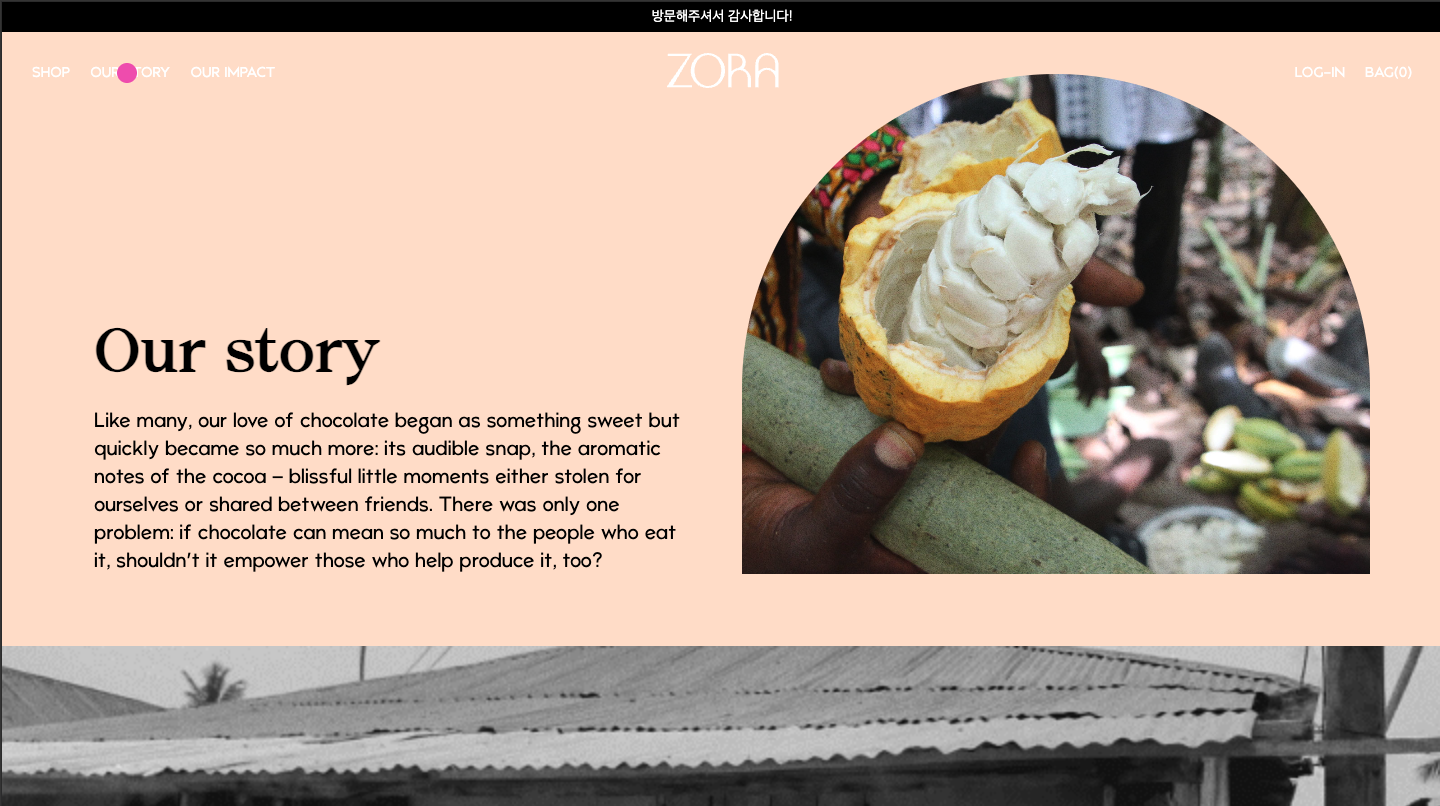 방문해주셔서 감사합니다!
SHOP OUR STORY OUR IMPACT
ZORA
LOG-IN BAG(0)
Our story
Like many, our love of chocolate began as something sweet but
quickly became so much more: its audible snap, the aromatic
notes of the cocoa – blissful little moments either stolen for
ourselves or shared between friends. There was only one
problem: if chocolate can mean so much to the people who eat
it, shouldn't it empower those who help produce it, too?